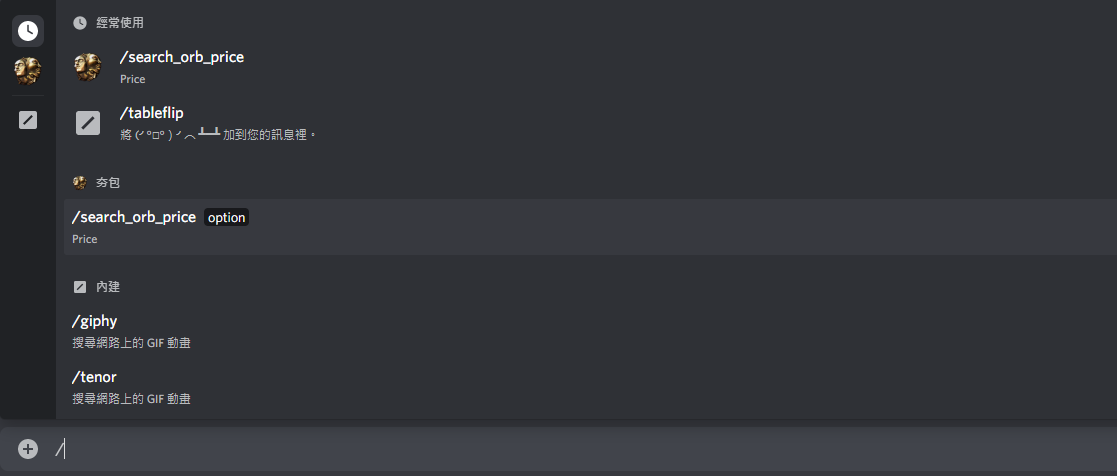 經常使用
/search_orb_price
Price
/tableflip
將 (╯°□°）╯︵ ┻━┻ 加到您的訊息裡。
夯包
/search_orb_price option
Price
內建
/giphy
搜尋網路上的 GIF 動畫
/tenor
搜尋網路上的 GIF 動畫
/